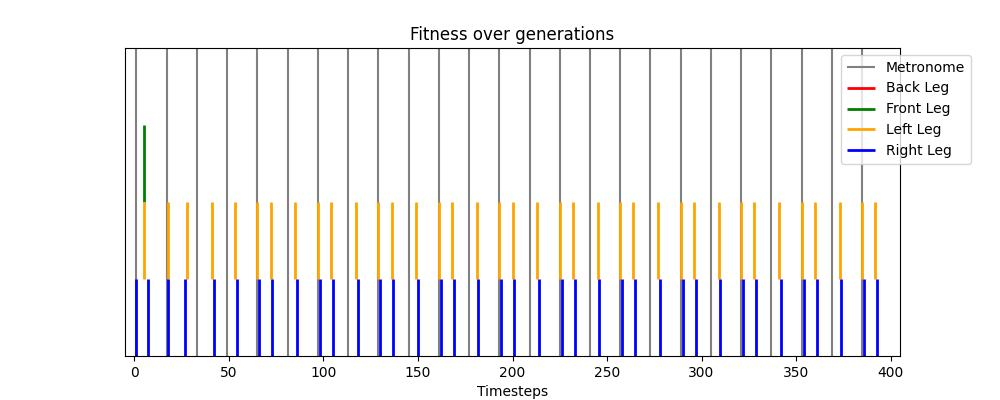 Fitness over generations
Metronome
Back Leg
Front Leg
Left Leg
Right Leg
0 50 100 150 200 250 300 350 400
Timesteps